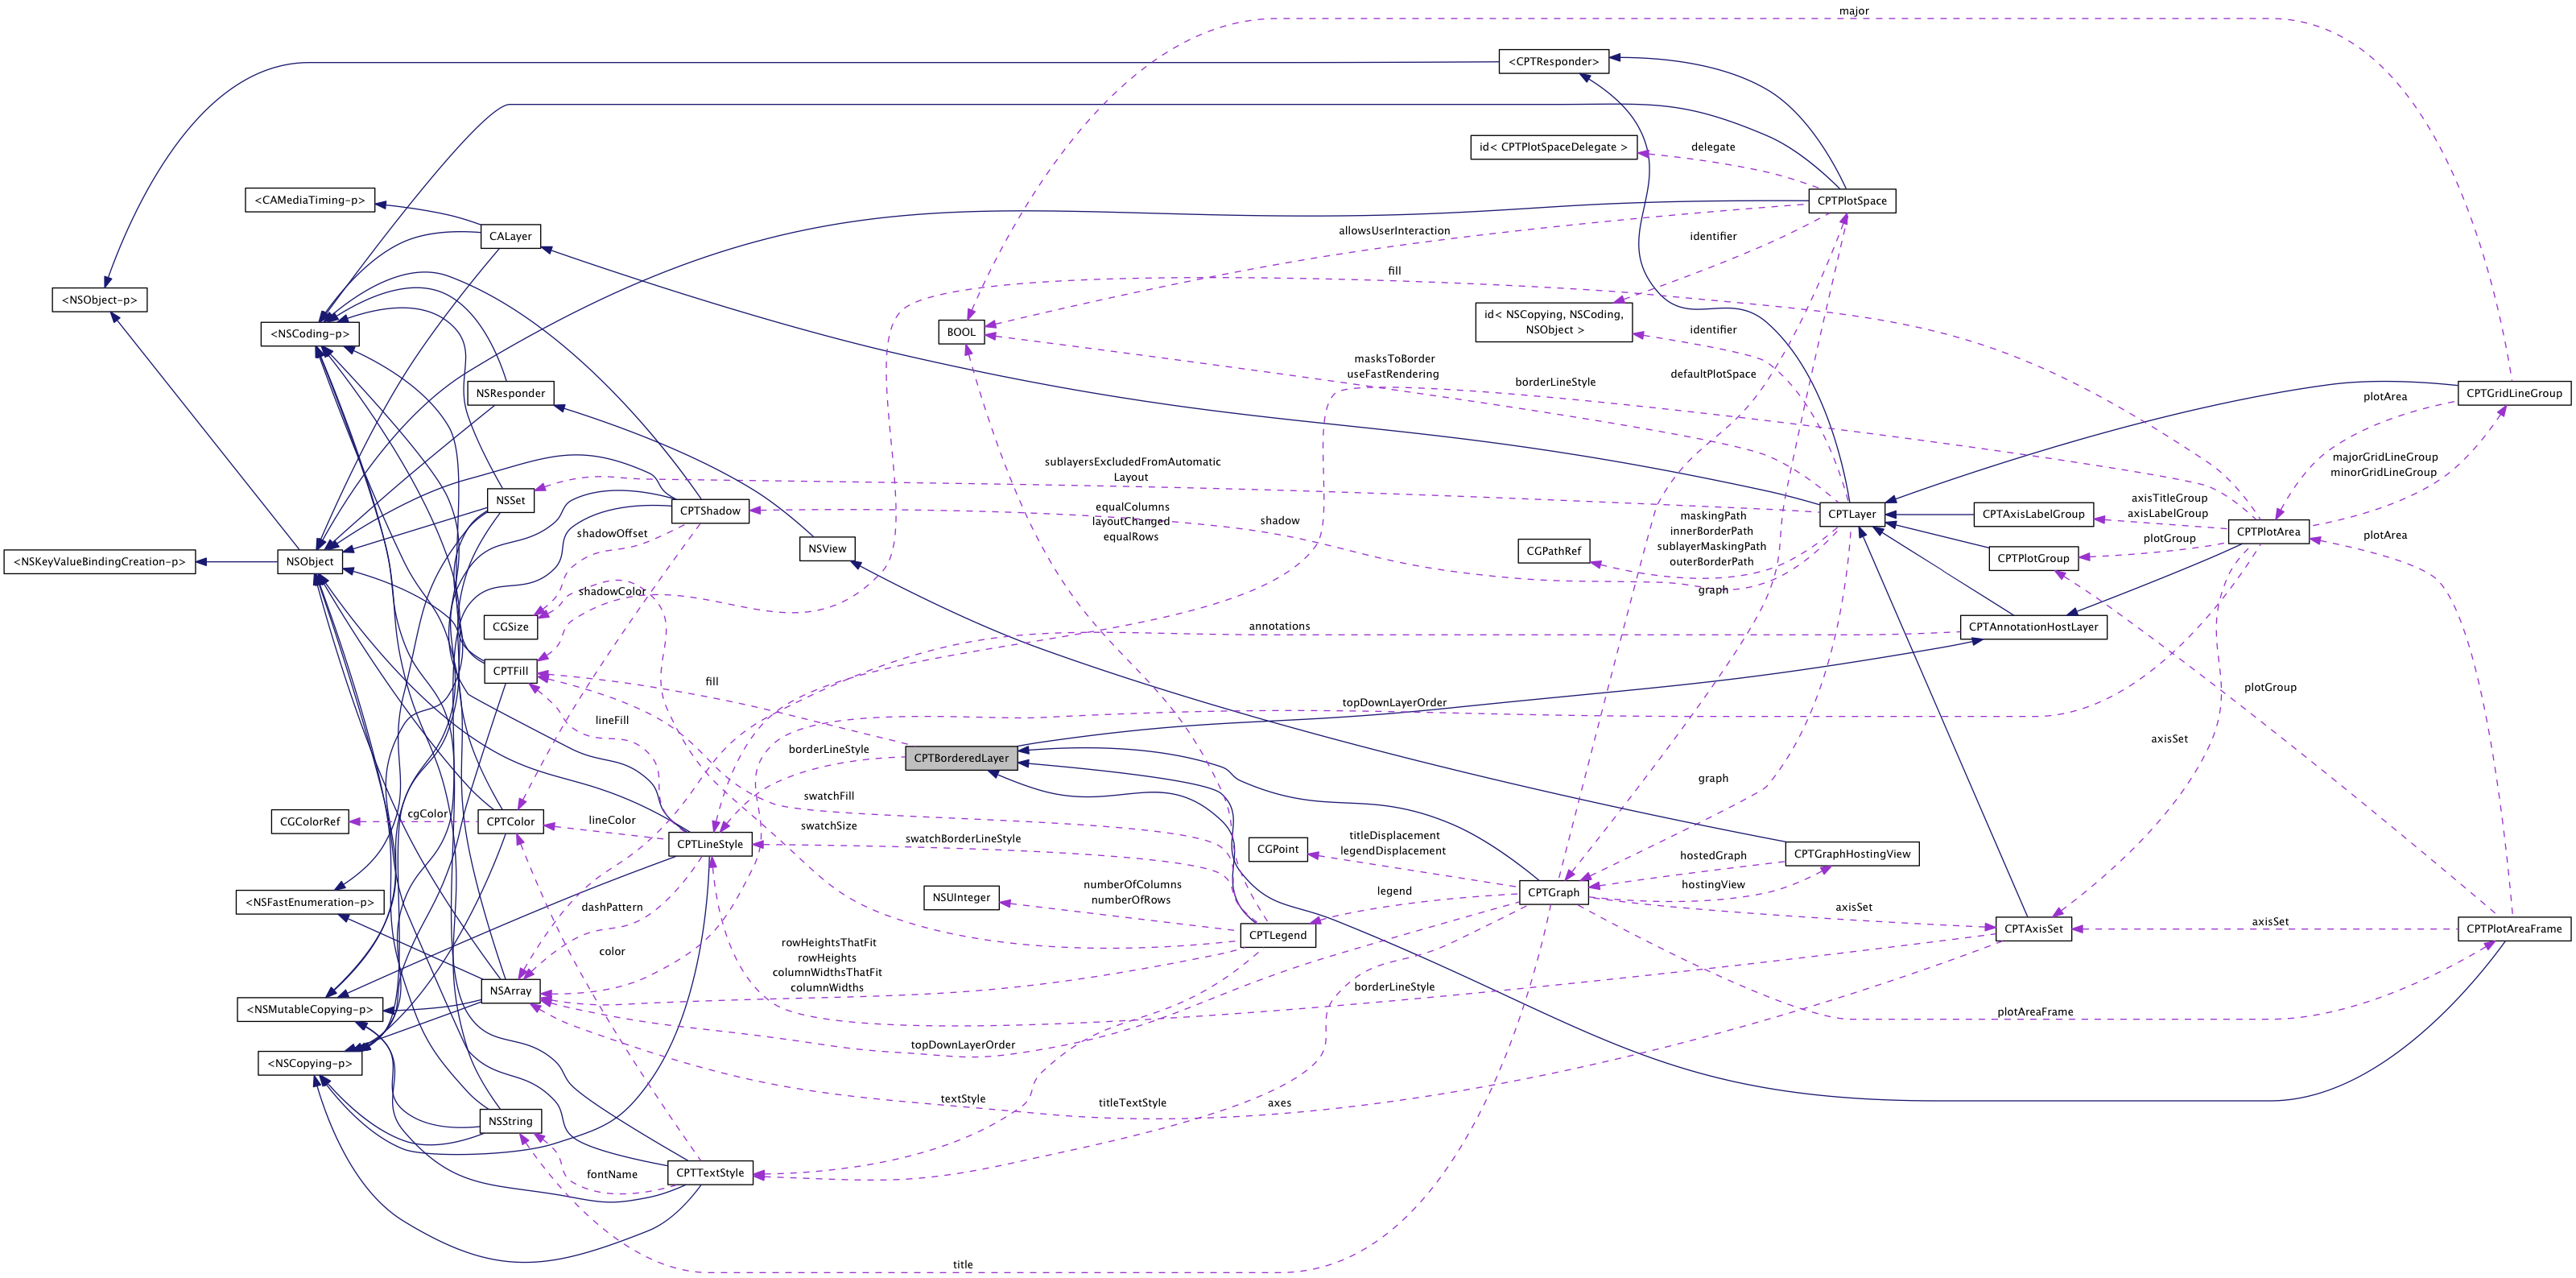 major
<CPTResponder>
id< CPTPlotSpaceDelegate >
delegate
<CAMediaTiming-p>
CPTPlotSpace
CALayer
allowsUserInteraction
identifier
fill
<NSObject-p>
<NSCoding-p>
BOOL
id< NSCopying, NSCoding,
NSObject >
identifier
masksToBorder
useFastRendering
borderLineStyle
defaultPlotSpace
NSResponder
plotArea
CPTGridLineGroup
sublayersExcludedFromAutomatic
Layout
majorGridLineGroup
minorGridLineGroup
NSSet
CPTShadow
equalColumns
layoutChanged
equalRows
shadow
maskingPath
innerBorderPath
sublayerMaskingPath
outerBorderPath
CPTLayer
CPTAxisLabelGroup
axisTitleGroup
axisLabelGroup
CPTPlotArea
shadowOffset
NSView
CGPathRef
CPTPlotGroup
plotGroup
plotArea
<NSKeyValueBindingCreation-p>
NSObject
shadowColor
graph
CGSize
annotations
CPTAnnotationHostLayer
CPTFill
fill
plotGroup
lineFill
topDownLayerOrder
borderLineStyle
CPTBorderedLayer
axisSet
graph
swatchFill
CGColorRef
cgColor
CPTColor
lineColor
swatchSize
CPTLineStyle
swatchBorderLineStyle
CGPoint
titleDisplacement
legendDisplacement
hostedGraph
CPTGraphHostingView
hostingView
CPTGraph
legend
<NSFastEnumeration-p>
dashPattern
NSUInteger
numberOfColumns
numberOfRows
axisSet
CPTLegend
CPTAxisSet
axisSet
CPTPlotAreaFrame
color
rowHeightsThatFit
rowHeights
columnWidthsThatFit
columnWidths
NSArray
borderLineStyle
<NSMutableCopying-p>
plotAreaFrame
topDownLayerOrder
<NSCopying-p>
textStyle
titleTextStyle
axes
NSString
fontName
CPTTextStyle
title